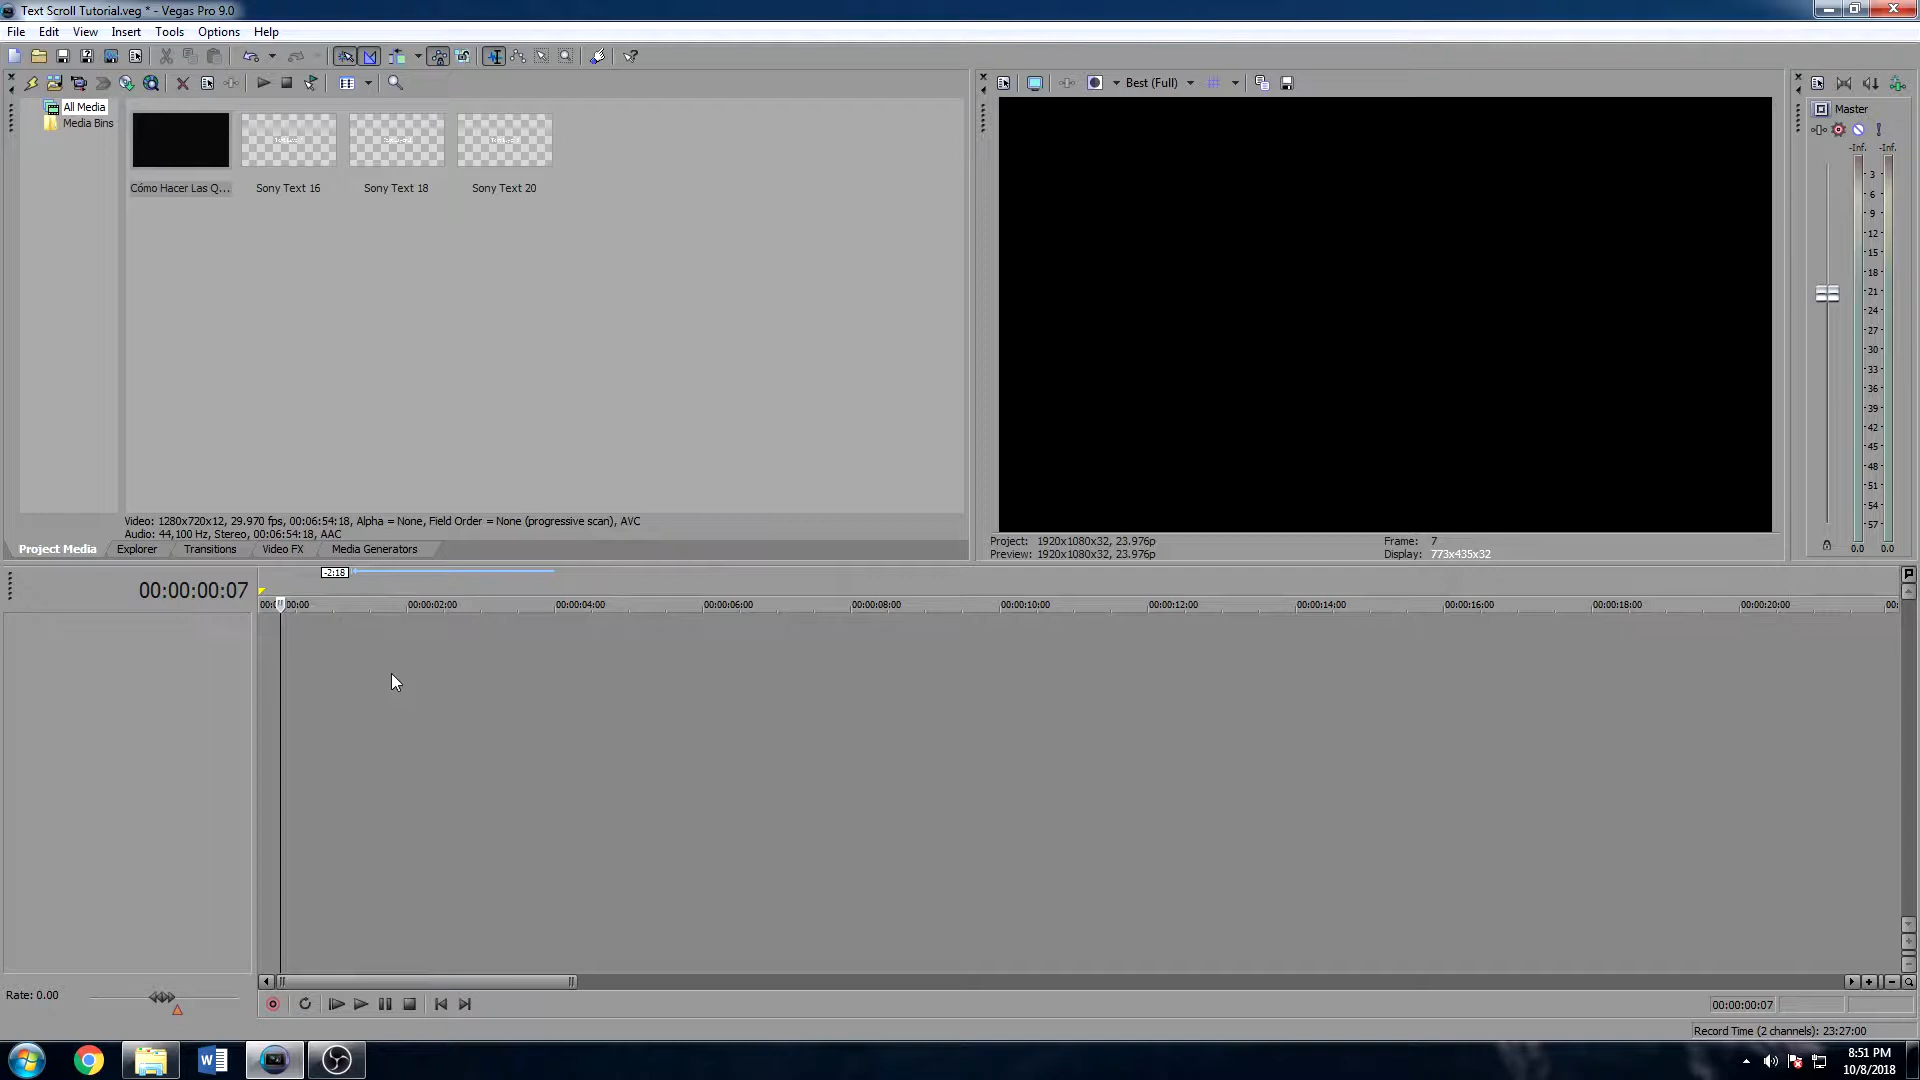 Text Scroll Tutorial.veg * - Vegas Pro 9.0
File Edit View Insert Tools Options Help
Best (Full)
All Media
Media Bins
Master
-Inf. -Inf.
Cómo Hacer Las Q... Sony Text 16 Sony Text 18 Sony Text 20
3
6
9
12
15
18
21
24
27
30
33
36
39
42
45
48
51
54
57
0.0 0.0
Video: 1280x720x12, 29.970 fps, 00:06:54:18, Alpha = None, Field Order = None (progressive scan), AVC
Audio: 44,100 Hz, Stereo, 00:06:54:18, AAC
Project Media Explorer Transitions Video FX Media Generators
Project: 1920x1080x32, 23.976p Frame: 7
Preview: 1920x1080x32, 23.976p Display: 773x435x32
-2:18
00:00:00:07
00:00:02:00 00:00:04:00 00:00:06:00 00:00:08:00 00:00:10:00 00:00:12:00 00:00:14:00 00:00:16:00 00:00:18:00 00:00:20:00 00:
Rate: 0.00
00:00:00:07
Record Time (2 channels): 23:27:00
8:51 PM
10/8/2018